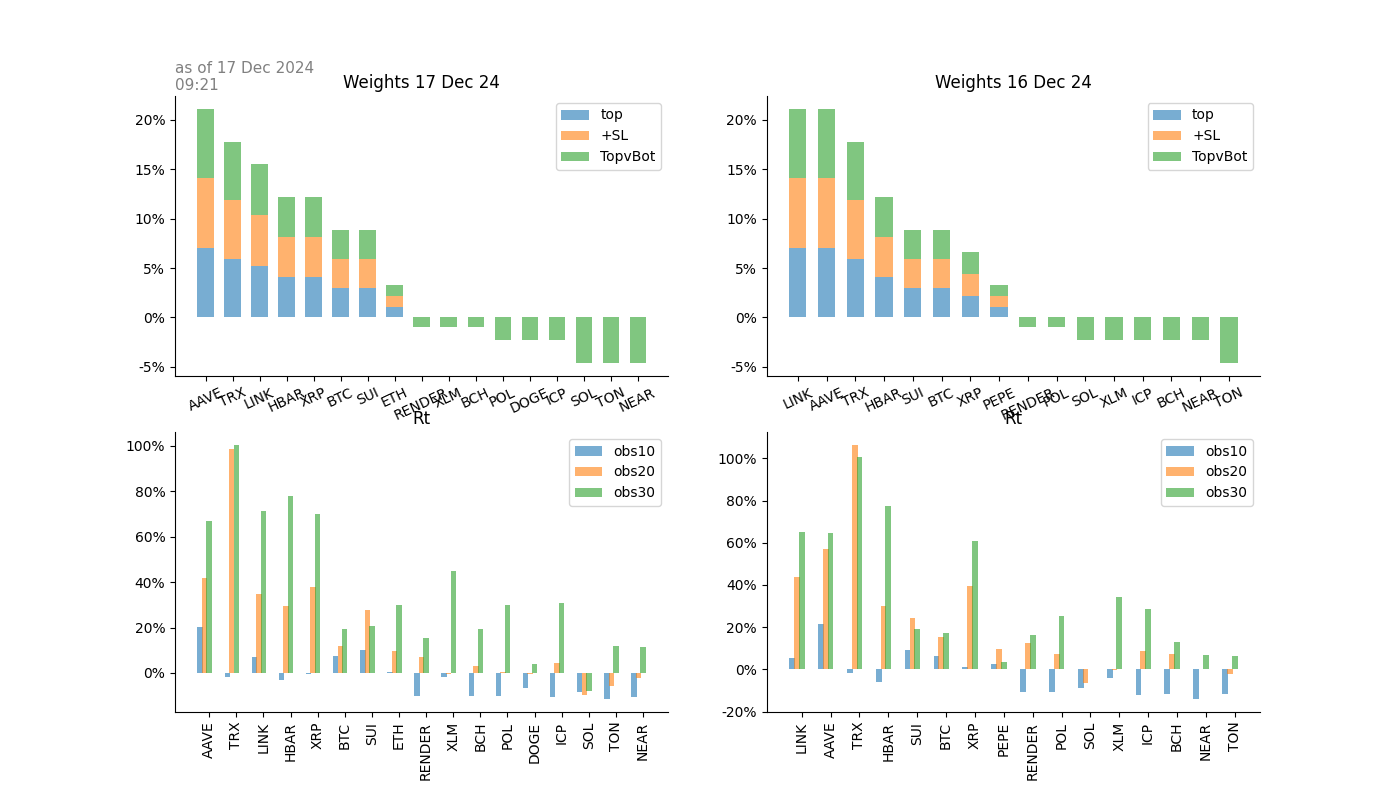 as of 17 Dec 2024
09:21
Weights 17 Dec 24
20%
15%
10%
5%
0%
-5%
top
+SL
TopvBot
AAVE TRX LINK HBAR XRP BTC SUI ETH RENDER XLM BCH POL DOGE ICP SOL TON NEAR
Weights 16 Dec 24
20%
15%
10%
5%
0%
-5%
top
+SL
TopvBot
LINK AAVE TRX HBAR SUI BTC XRP PEPE RENDER POL SOL XLM ICP BCH NEAR TON
Rt
100%
80%
60%
40%
20%
0%
obs10
obs20
obs30
AAVE TRX LINK HBAR XRP BTC SUI ETH RENDER XLM BCH POL DOGE ICP SOL TON NEAR
Rt
100%
80%
60%
40%
20%
0%
-20%
obs10
obs20
obs30
LINK AAVE TRX HBAR SUI BTC XRP PEPE RENDER POL SOL XLM ICP BCH NEAR TON